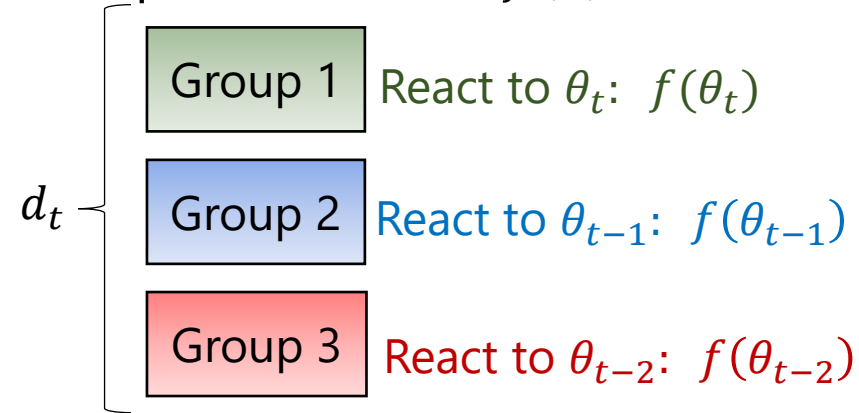 d_t
Group 1 React to θ_t: f(θ_t)
Group 2 React to θ_{t−1}: f(θ_{t−1})
Group 3 React to θ_{t−2}: f(θ_{t−2})